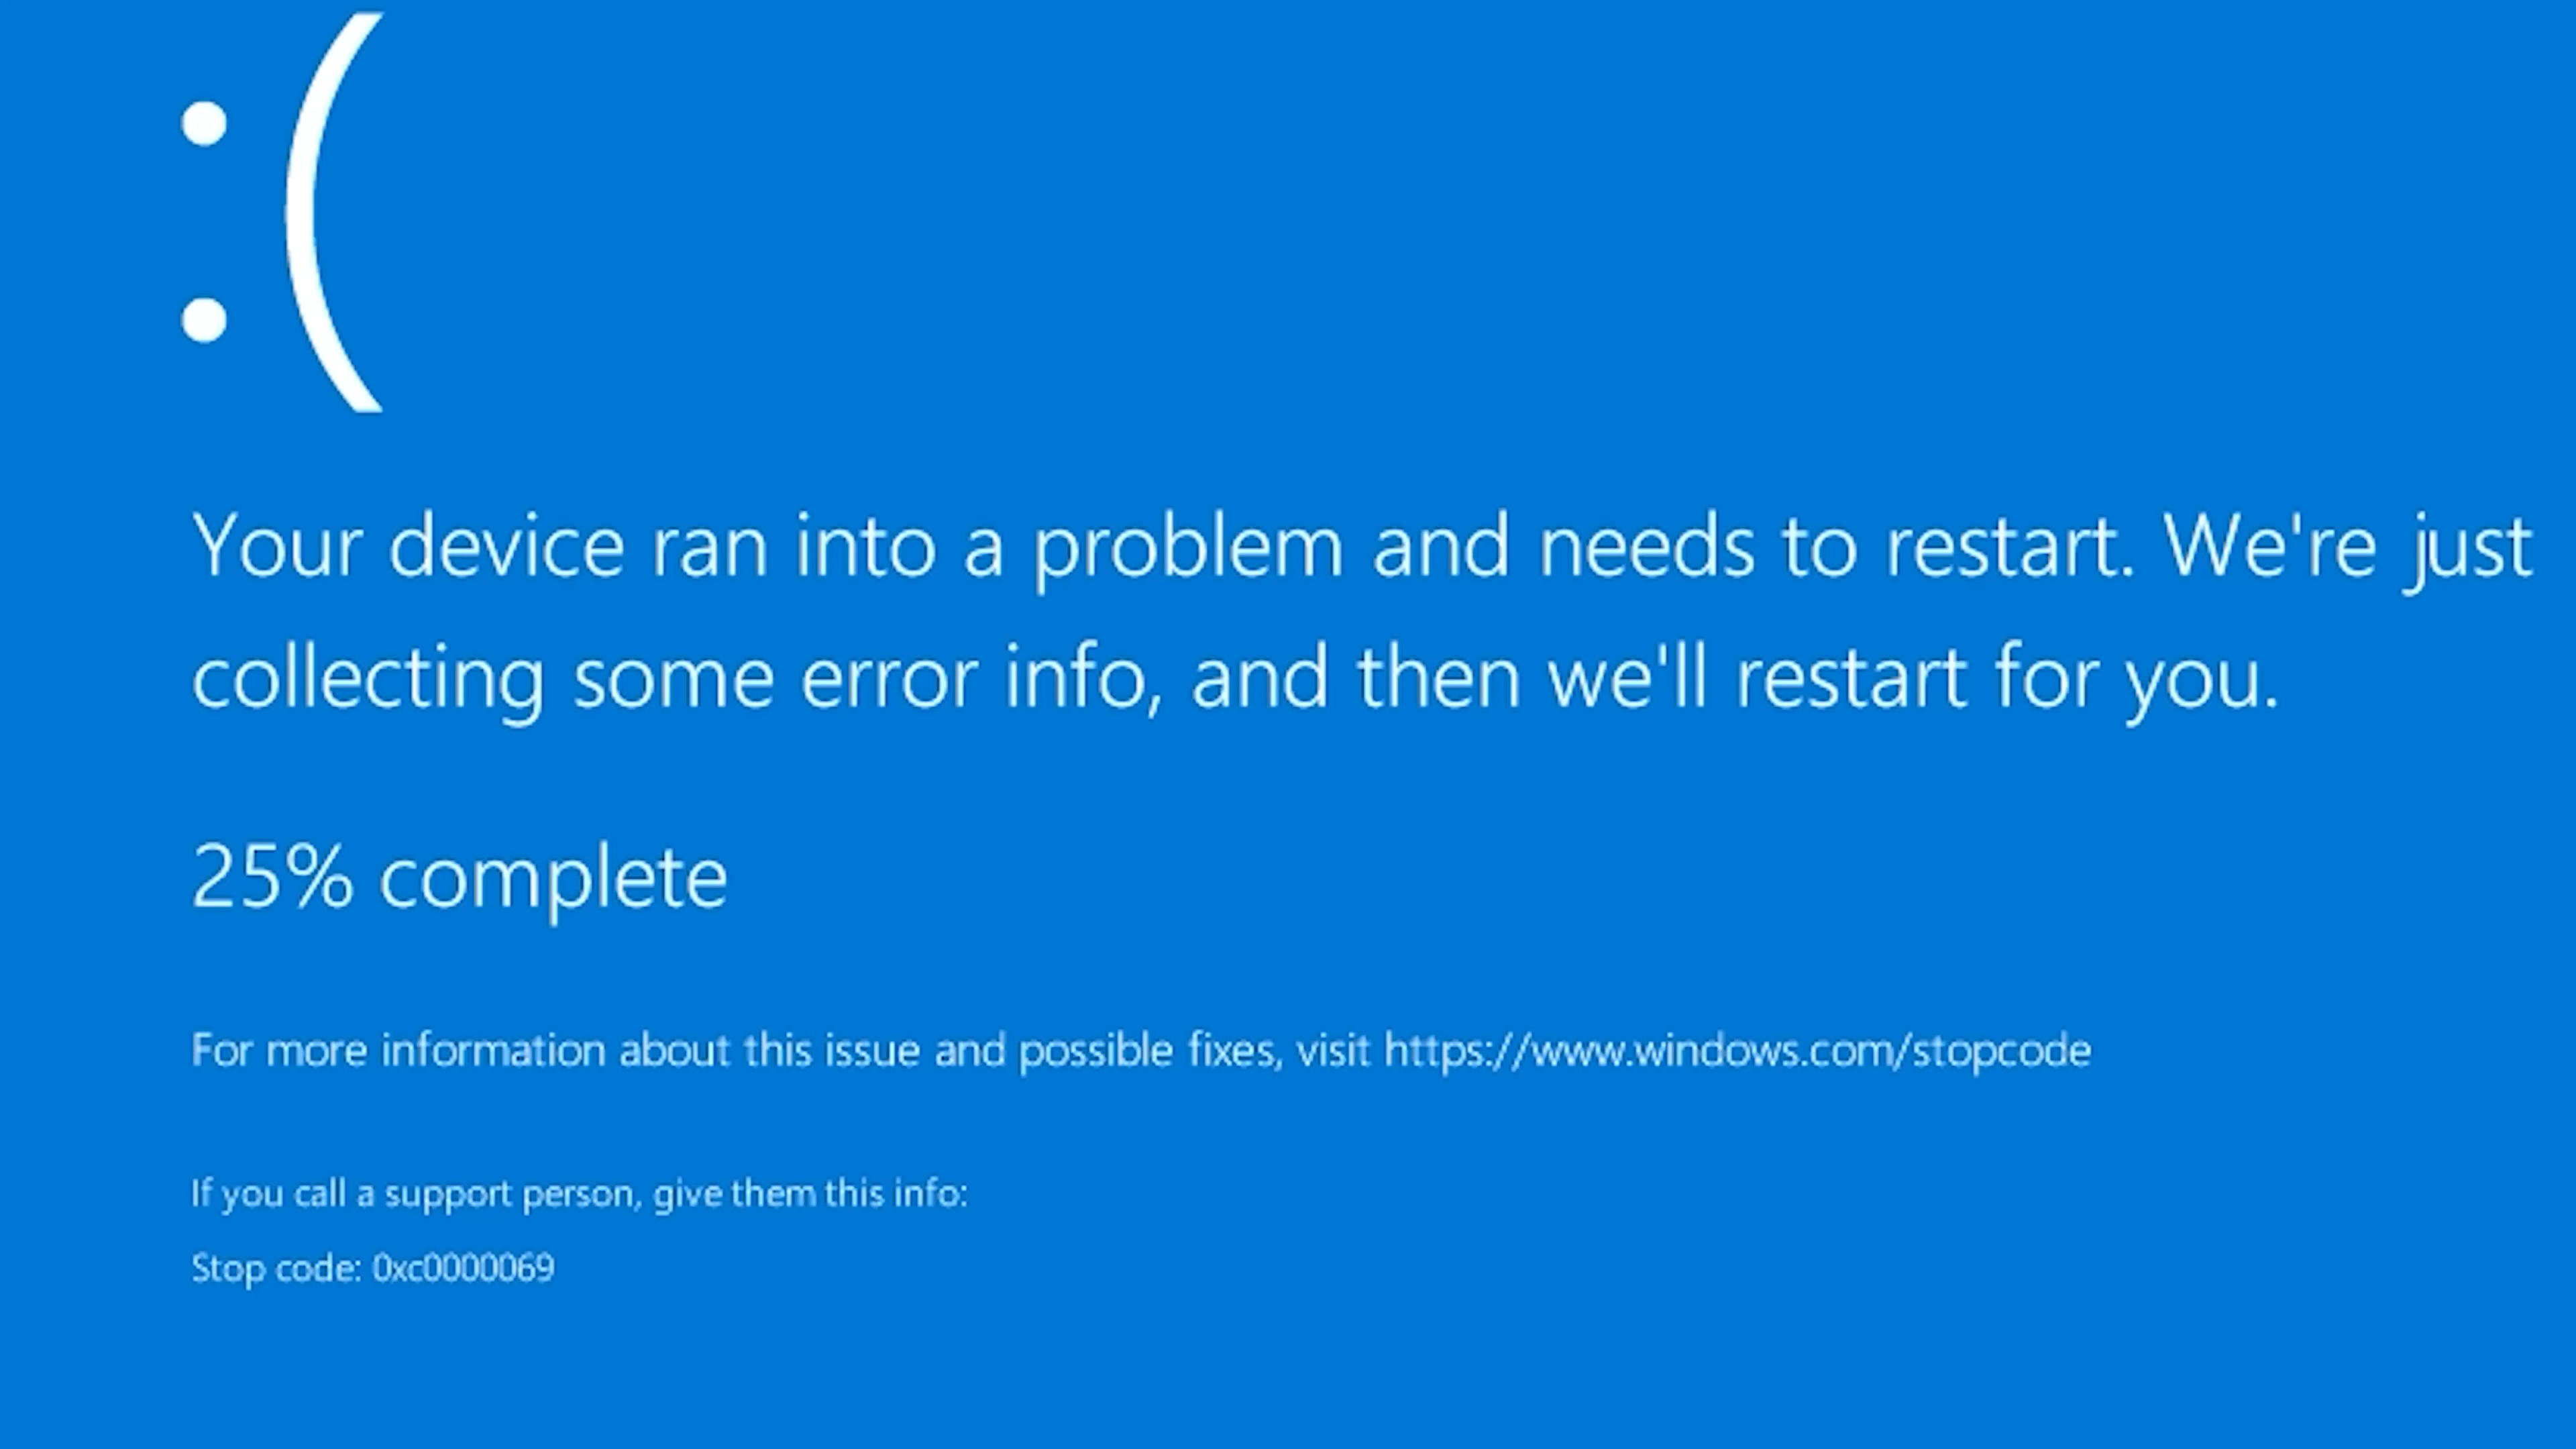 :(
Your device ran into a problem and needs to restart. We're just
collecting some error info, and then we'll restart for you.
25% complete
For more information about this issue and possible fixes, visit https://www.windows.com/stopcode
If you call a support person, give them this info:
Stop code: 0xc0000069